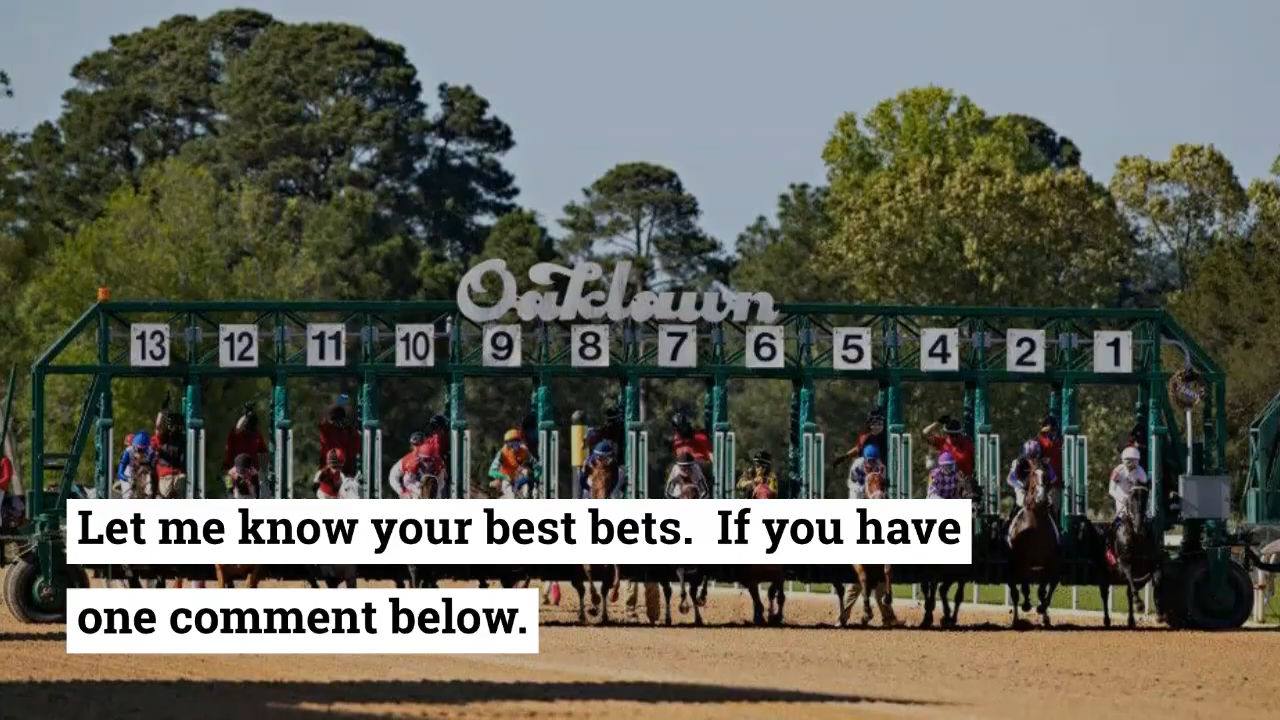 Oaklawn
13 12 11 10 9 8 7 6 5 4 2 1
Let me know your best bets.  If you have
one comment below.